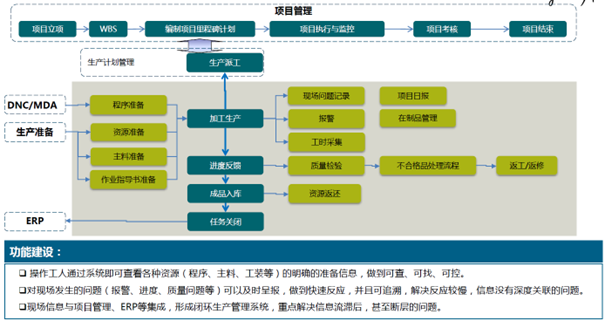 项目管理
项目立项 WBS 编制项目里程碑计划 项目执行与监控 项目考核 项目结束
生产计划管理 生产派工
DNC/MDA 程序准备 加工生产 现场问题记录 项目日报
生产准备 资源准备 报警 在制品管理
工时采集
主料准备 进度反馈 质量检验 不合格品处理流程 返工/返修
作业指导书准备 成品入库 资源返还
ERP 任务关闭
功能建设：
❑ 操作工人通过系统即可查看各种资源（程序、主料、工装等）的明确的准备信息，做到可查、可找、可控。
❑ 对现场发生的问题（报警、进度、质量问题等）可以及时呈报，做到快速反应，并且可追溯，解决反应较慢，信息没有深度关联的问题。
❑ 现场信息与项目管理、ERP等集成，形成闭环生产管理系统，重点解决信息流滞后，甚至断层的问题。